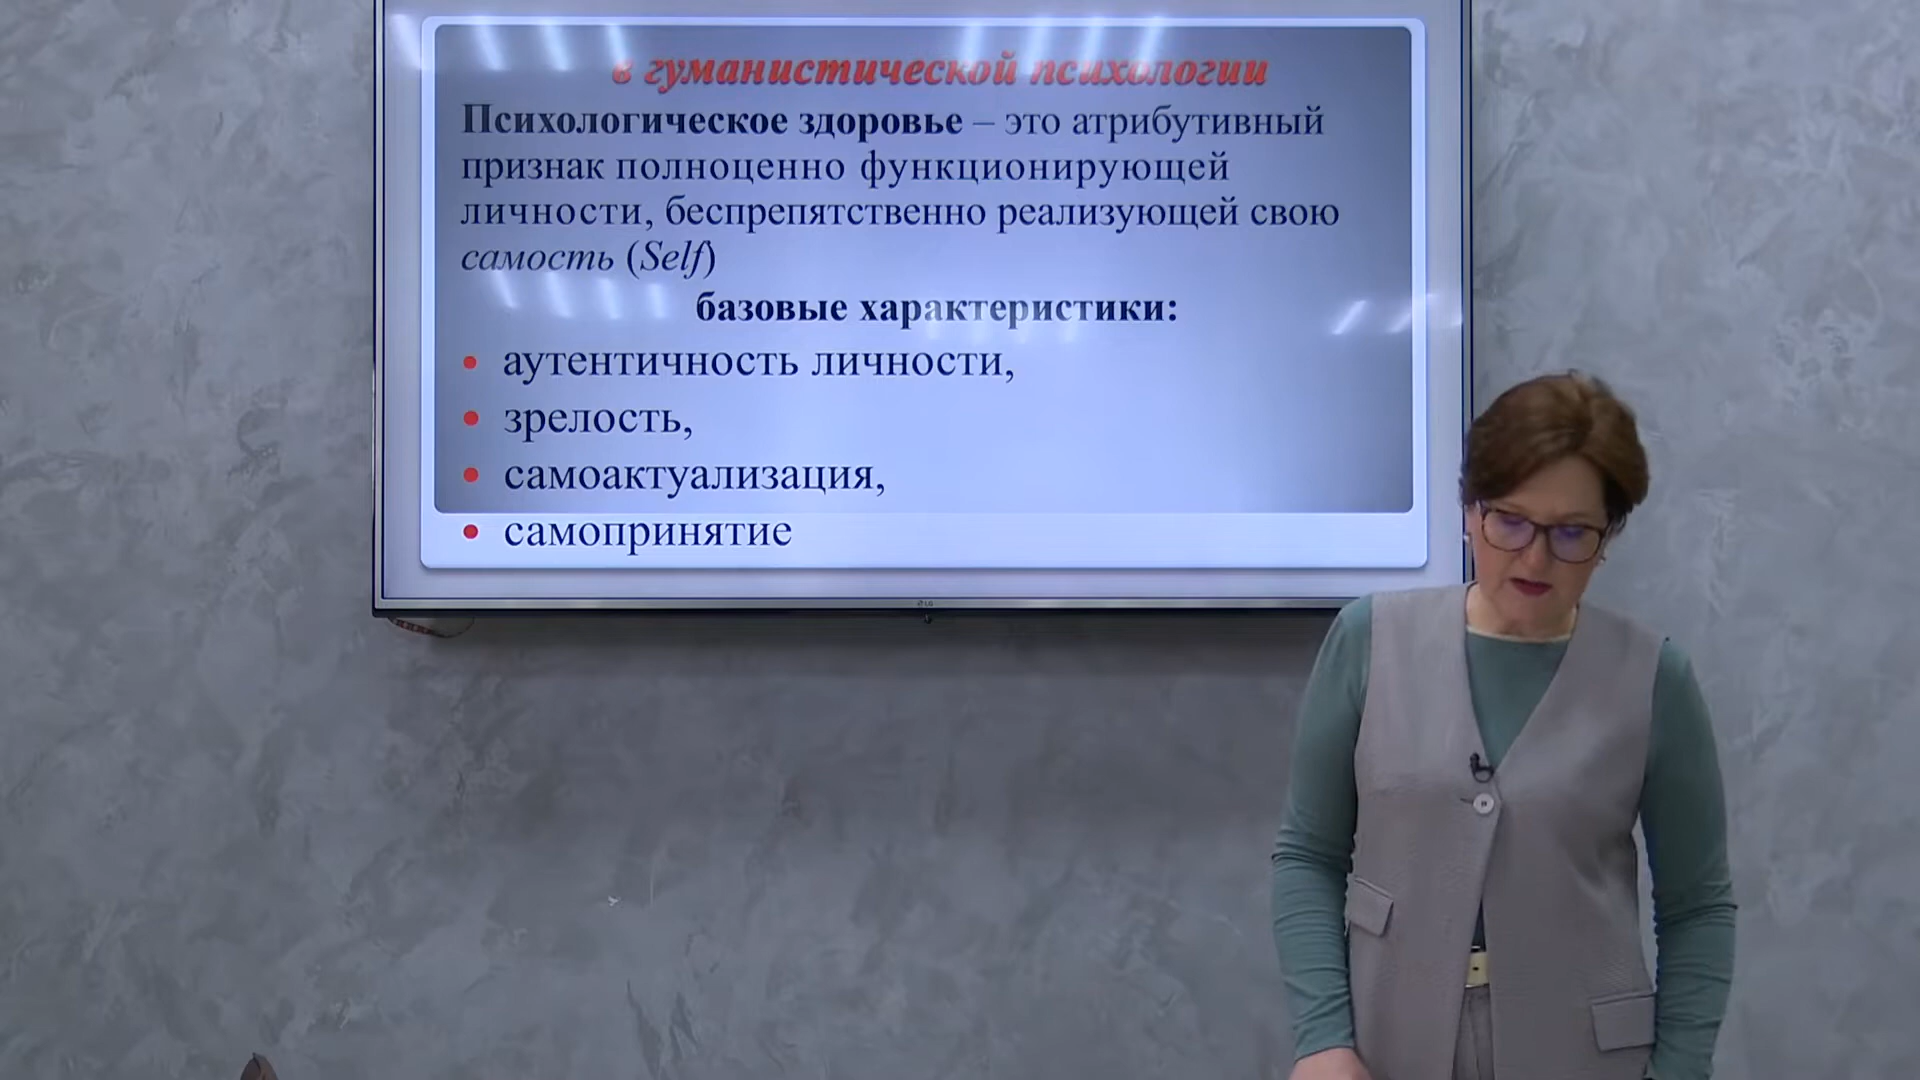 в гуманистической психологии
Психологическое здоровье – это атрибутивный
признак полноценно функционирующей
личности, беспрепятственно реализующей свою
самость (Self)
базовые характеристики:
• аутентичность личности,
• зрелость,
• самоактуализация,
• самопринятие
LG